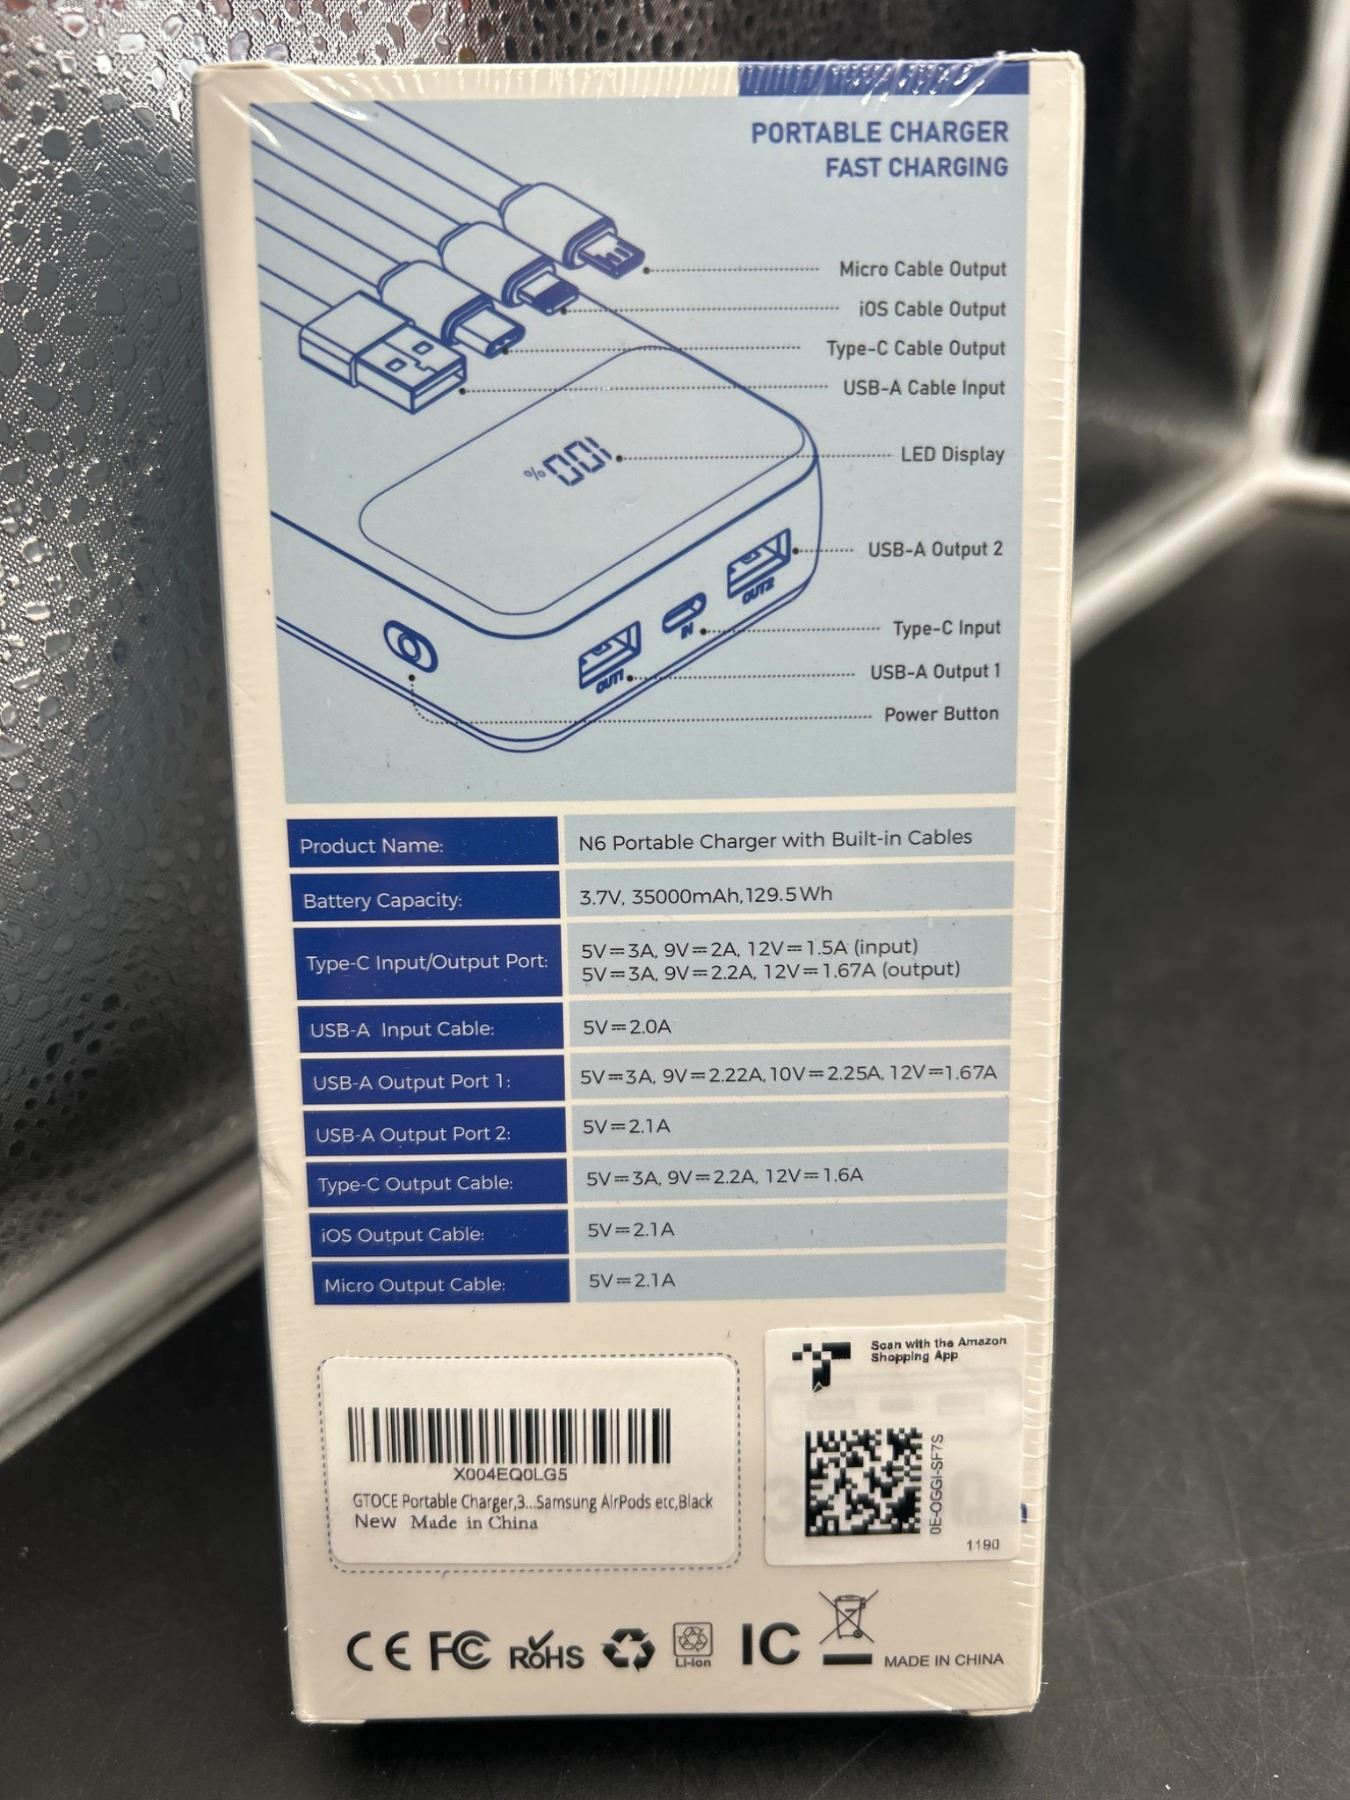 PORTABLE CHARGER
FAST CHARGING
Micro Cable Output
iOS Cable Output
Type-C Cable Output
USB-A Cable Input
100%
LED Display
USB-A Output 2
OUT2
Type-C Input
IN
USB-A Output 1
OUT1
Power Button
Product Name: N6 Portable Charger with Built-in Cables
Battery Capacity: 3.7V, 35000mAh,129.5Wh
Type-C Input/Output Port: 5V⎓3A, 9V⎓2A, 12V⎓1.5A (input)
5V⎓3A, 9V⎓2.2A, 12V⎓1.67A (output)
USB-A Input Cable: 5V⎓2.0A
USB-A Output Port 1: 5V⎓3A, 9V⎓2.22A,10V⎓2.25A, 12V⎓1.67A
USB-A Output Port 2: 5V⎓2.1A
Type-C Output Cable: 5V⎓3A, 9V⎓2.2A, 12V⎓1.6A
iOS Output Cable: 5V⎓2.1A
Micro Output Cable: 5V⎓2.1A
Scan with the Amazon
Shopping App
X004EQ0LG5
GTOCE Portable Charger,3...Samsung AirPods etc,Black
New Made in China
0E-OGGI-SF7S
1190
CE FC RoHS Li-ion IC MADE IN CHINA